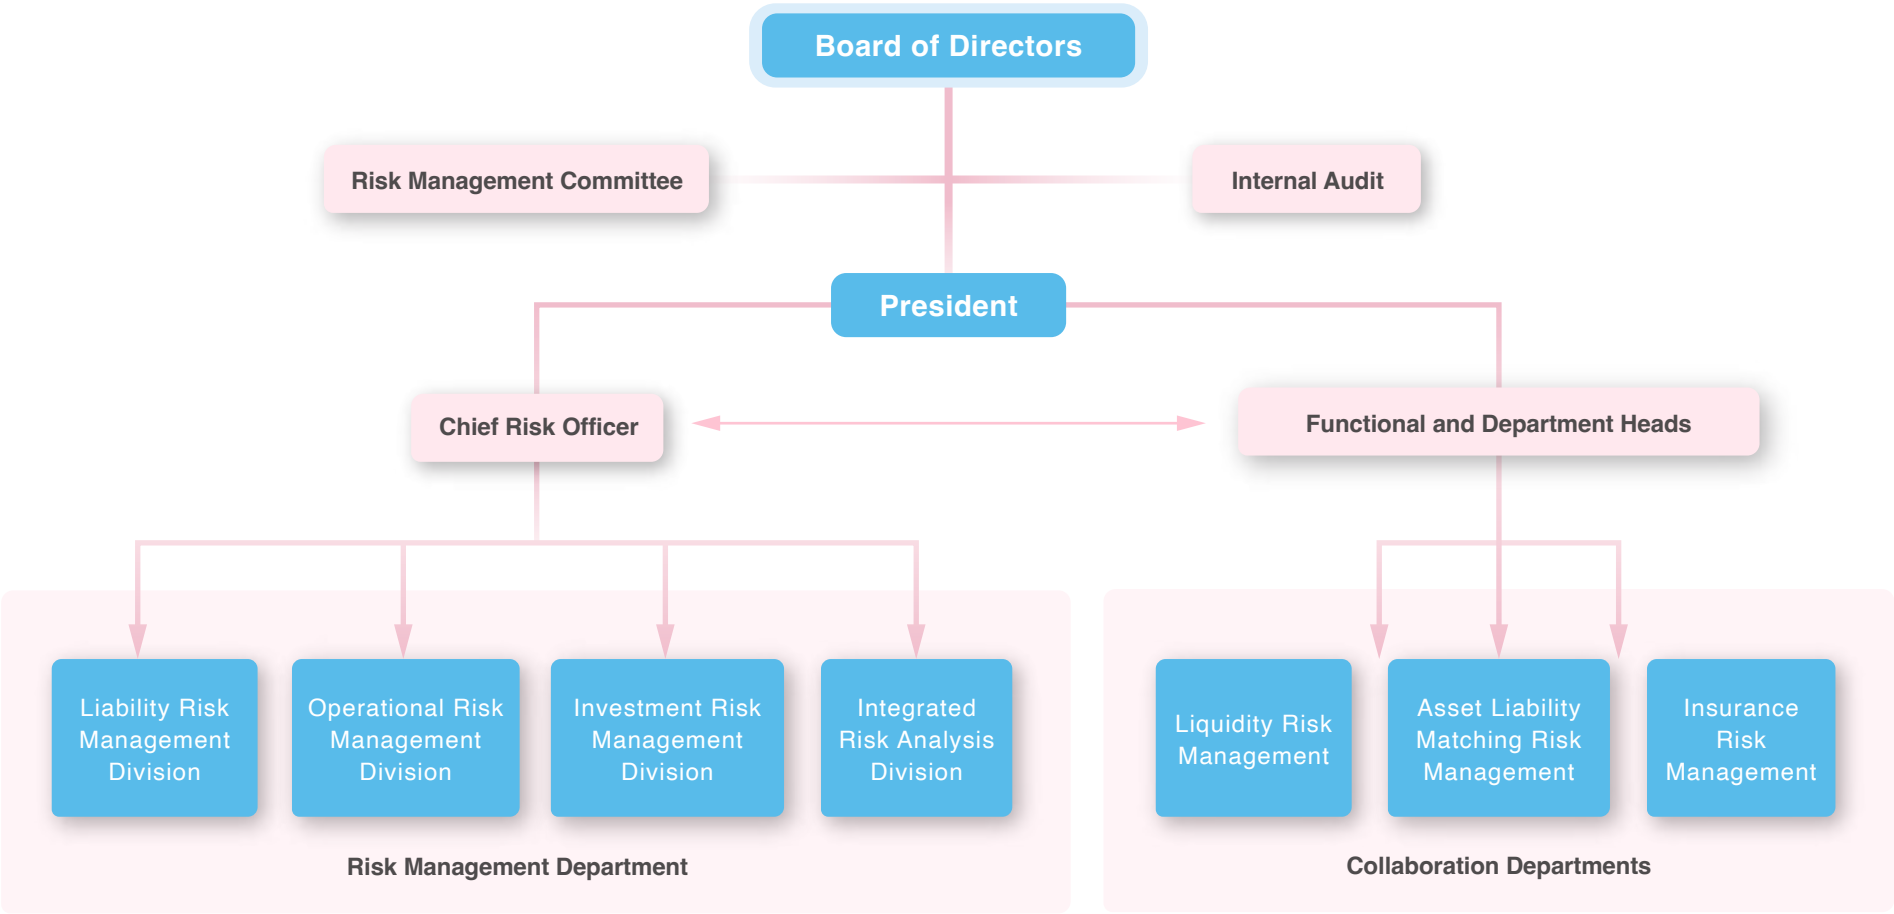 Board of Directors
Risk Management Committee
Internal Audit
President
Chief Risk Officer
Functional and Department Heads
Liability Risk
Management
Division
Operational Risk
Management
Division
Investment Risk
Management
Division
Integrated
Risk Analysis
Division
Risk Management Department
Liquidity Risk
Management
Asset Liability
Matching Risk
Management
Insurance
Risk
Management
Collaboration Departments